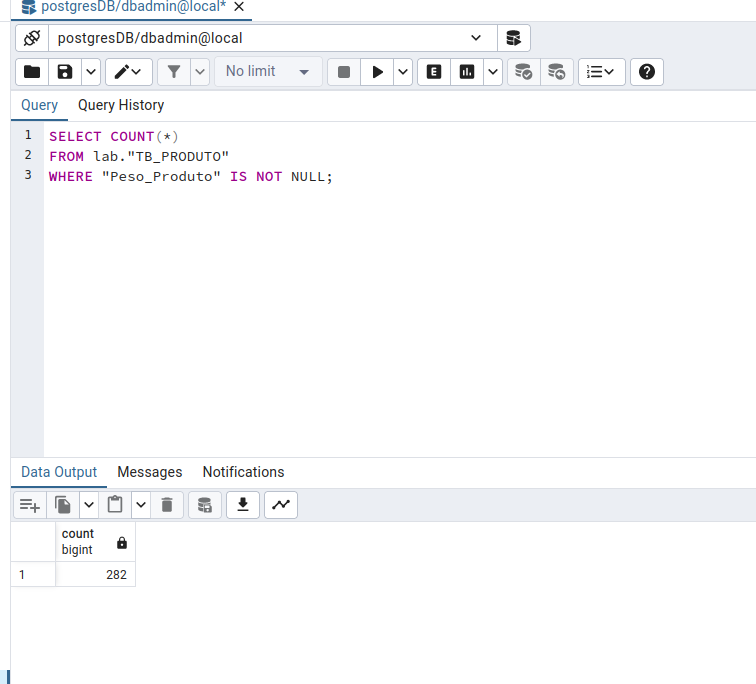 postgresDB/dbadmin@local*
postgresDB/dbadmin@local
No limit
E
Query Query History
1 SELECT COUNT(*)
2 FROM lab."TB_PRODUTO"
3 WHERE "Peso_Produto" IS NOT NULL;
Data Output Messages Notifications
count
bigint
1 282